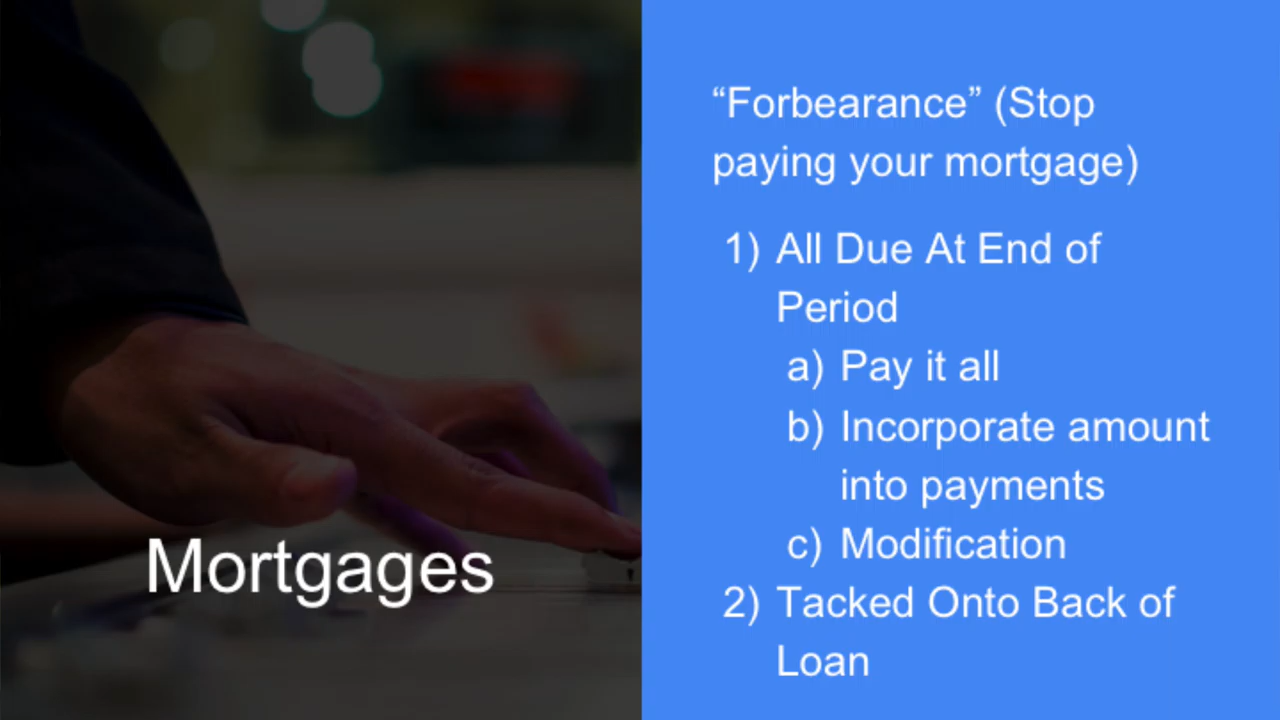 Mortgages
“Forbearance” (Stop
paying your mortgage)
1) All Due At End of
Period
a) Pay it all
b) Incorporate amount
into payments
c) Modification
2) Tacked Onto Back of
Loan